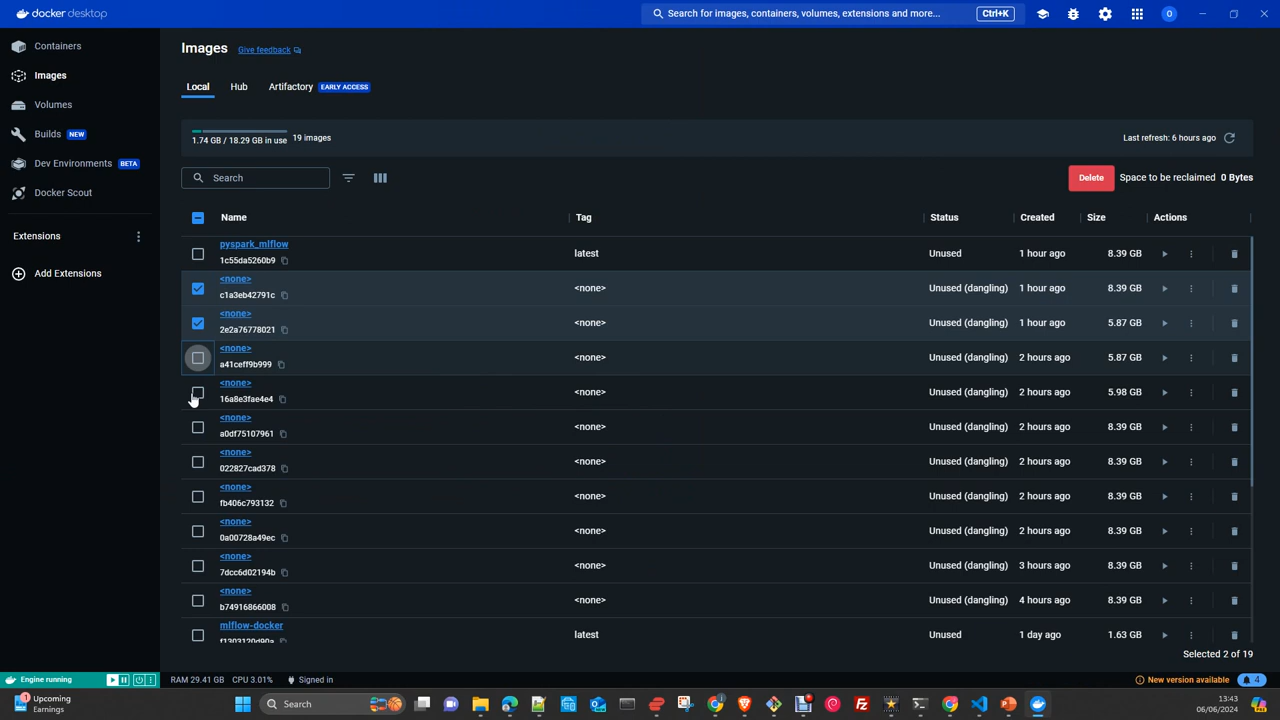 docker desktop
Search for images, containers, volumes, extensions and more...
Ctrl+K
O
Containers
Images
Volumes
Builds NEW
Dev Environments BETA
Docker Scout
Extensions
Add Extensions
Images Give feedback
Local Hub Artifactory EARLY ACCESS
1.74 GB / 18.29 GB in use 19 images Last refresh: 6 hours ago
Search Delete Space to be reclaimed 0 Bytes
Name Tag Status Created Size Actions
pyspark_mlflow
1c55da5260b9 latest Unused 1 hour ago 8.39 GB
<none>
c1a3eb42791c <none> Unused (dangling) 1 hour ago 8.39 GB
<none>
2e2a76778021 <none> Unused (dangling) 1 hour ago 5.87 GB
<none>
a41ceff9b999 <none> Unused (dangling) 2 hours ago 5.87 GB
<none>
16a8e3fae4e4 <none> Unused (dangling) 2 hours ago 5.98 GB
<none>
a0df75107961 <none> Unused (dangling) 2 hours ago 8.39 GB
<none>
022827cad378 <none> Unused (dangling) 2 hours ago 8.39 GB
<none>
fb406c793132 <none> Unused (dangling) 2 hours ago 8.39 GB
<none>
0a00728a49ec <none> Unused (dangling) 2 hours ago 8.39 GB
<none>
7dcc6d02194b <none> Unused (dangling) 3 hours ago 8.39 GB
<none>
b74916866008 <none> Unused (dangling) 4 hours ago 8.39 GB
mlflow-docker
f1303120d90a latest Unused 1 day ago 1.63 GB
Selected 2 of 19
Engine running RAM 29.41 GB CPU 3.01% Signed in New version available 4
1
Upcoming
Earnings
Search
13:43
06/06/2024